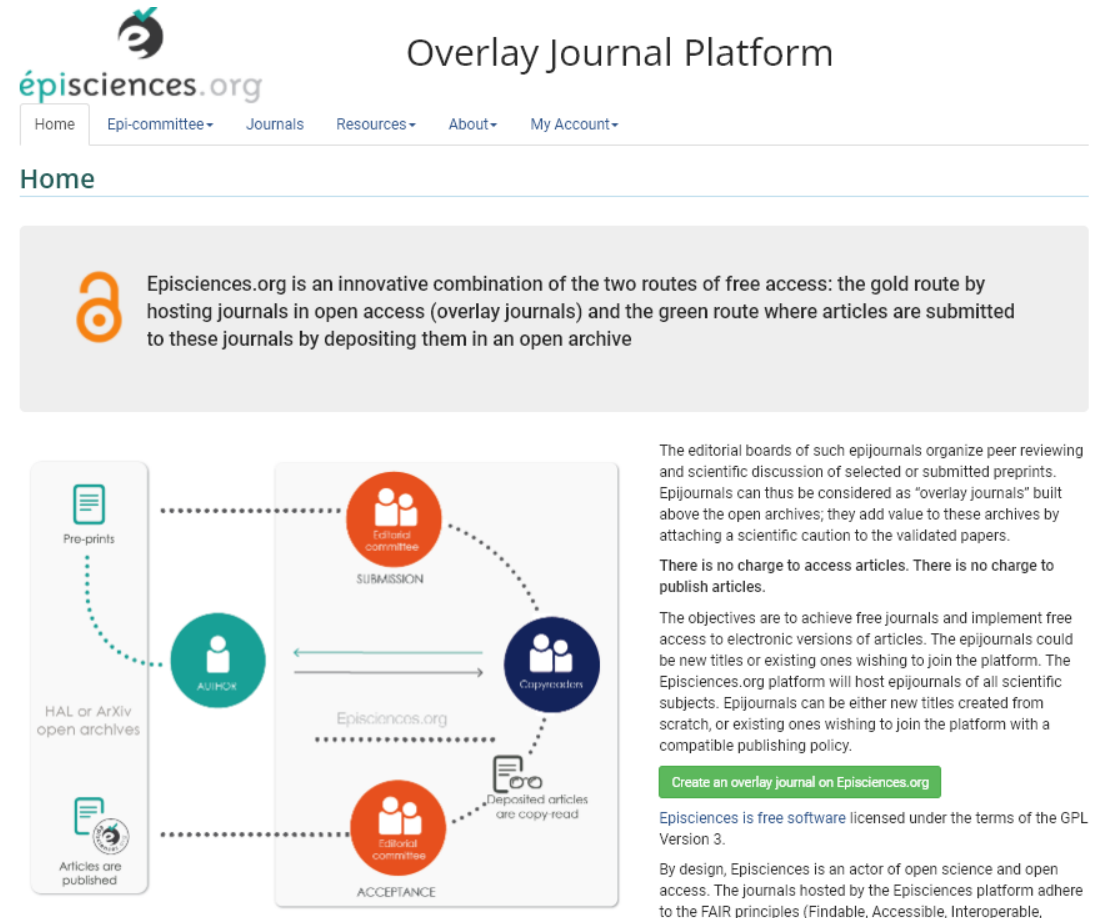 épisciences.org
Overlay Journal Platform
Home
Epi-committee
Journals
Resources
About
My Account
Home
Episciences.org is an innovative combination of the two routes of free access: the gold route by
hosting journals in open access (overlay journals) and the green route where articles are submitted
to these journals by depositing them in an open archive
Pre-prints
AUTHOR
HAL or ArXiv
open archives
Articles are
published
Editorial
committee
SUBMISSION
Copyreaders
Episciences.org
Deposited articles
are copy-read
Editorial
committee
ACCEPTANCE
The editorial boards of such epijournals organize peer reviewing
and scientific discussion of selected or submitted preprints.
Epijournals can thus be considered as “overlay journals” built
above the open archives; they add value to these archives by
attaching a scientific caution to the validated papers.
There is no charge to access articles. There is no charge to
publish articles.
The objectives are to achieve free journals and implement free
access to electronic versions of articles. The epijournals could
be new titles or existing ones wishing to join the platform. The
Episciences.org platform will host epijournals of all scientific
subjects. Epijournals can be either new titles created from
scratch, or existing ones wishing to join the platform with a
compatible publishing policy.
Create an overlay journal on Episciences.org
Episciences is free software licensed under the terms of the GPL
Version 3.
By design, Episciences is an actor of open science and open
access. The journals hosted by the Episciences platform adhere
to the FAIR principles (Findable, Accessible, Interoperable,